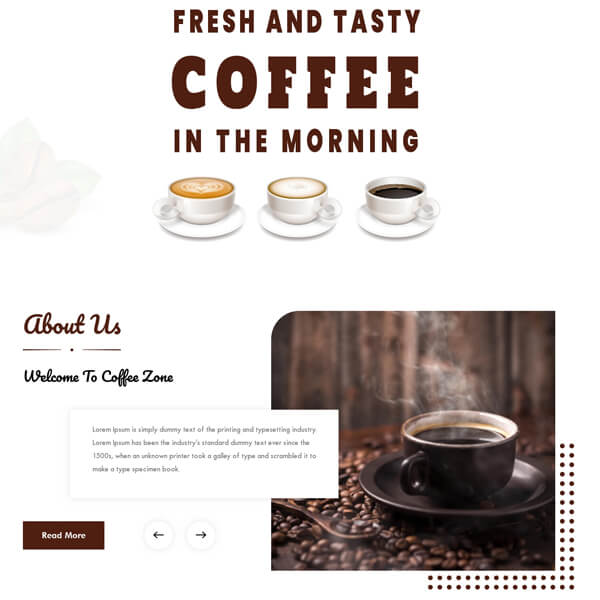 FRESH AND TASTY
COFFEE
IN THE MORNING
About Us
Welcome To Coffee Zone
Lorem Ipsum is simply dummy text of the printing and typesetting industry.
Lorem Ipsum has been the industry's standard dummy text ever since the
1500s, when an unknown printer took a galley of type and scrambled it to
make a type specimen book.
Read More